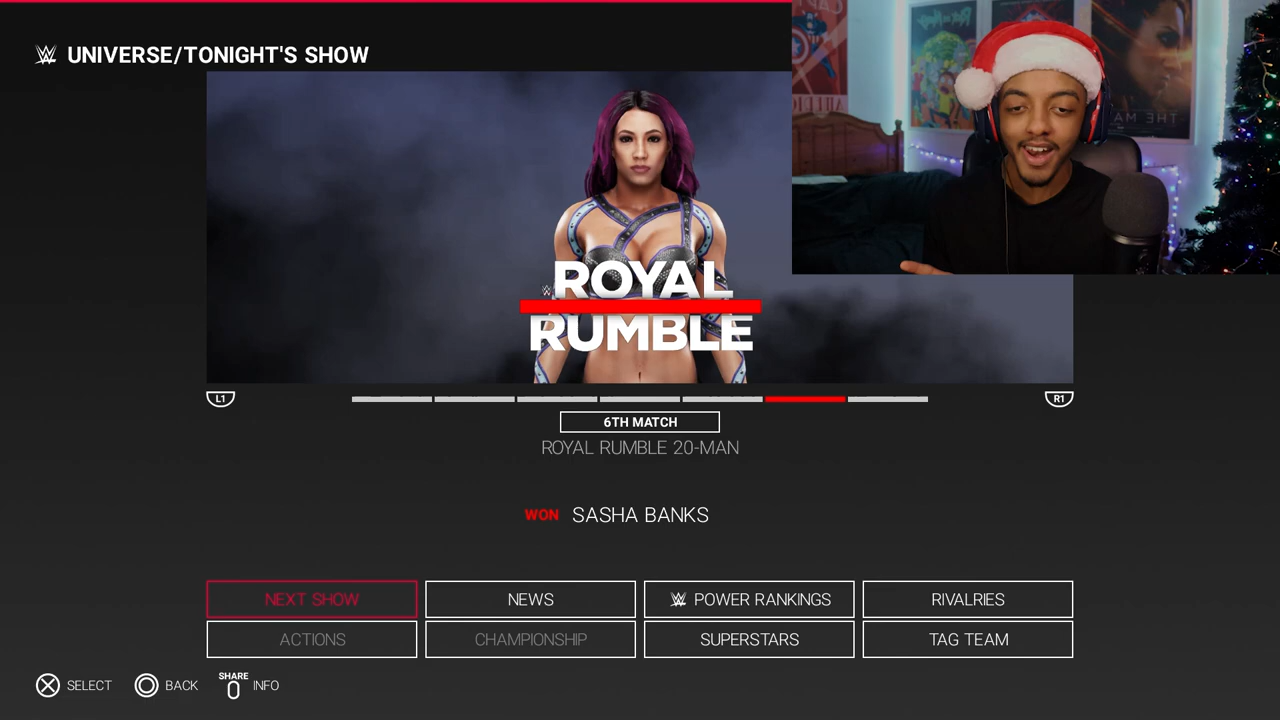 UNIVERSE/TONIGHT'S SHOW
ROYAL
RUMBLE
L1
R1
6TH MATCH
ROYAL RUMBLE 20-MAN
WON SASHA BANKS
NEXT SHOW
NEWS
POWER RANKINGS
RIVALRIES
ACTIONS
CHAMPIONSHIP
SUPERSTARS
TAG TEAM
SELECT
BACK
SHARE
INFO